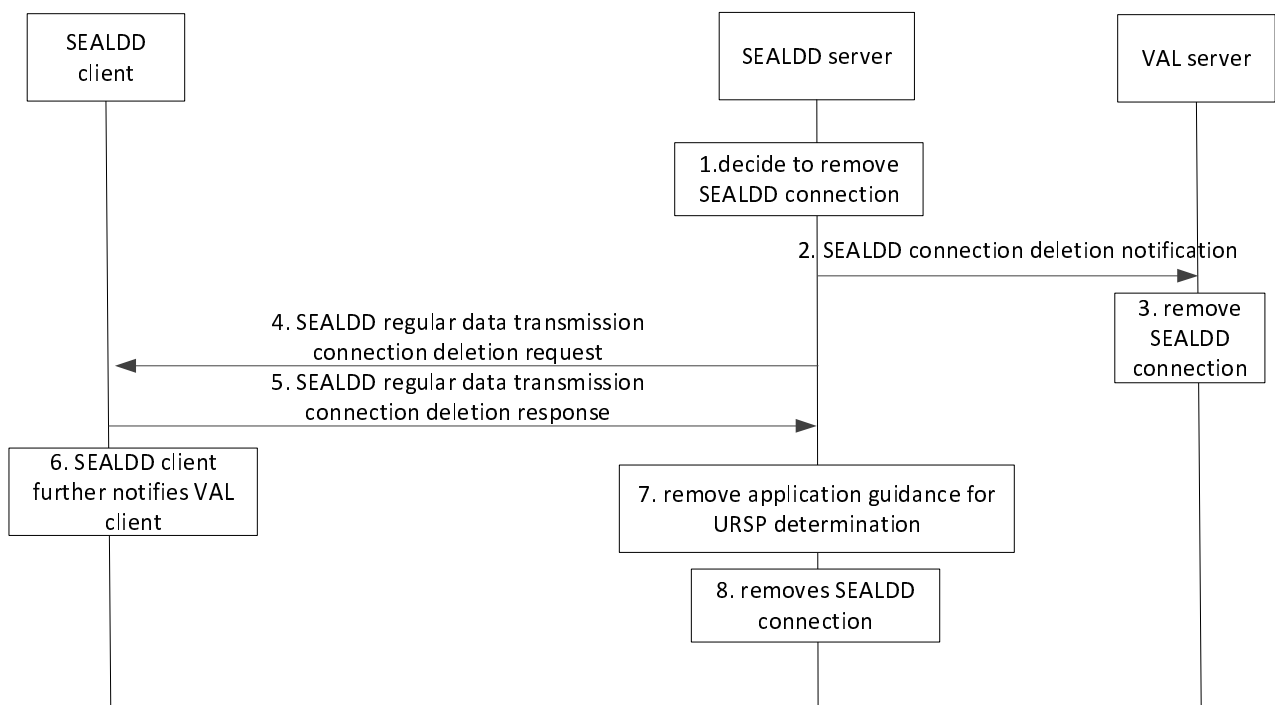 SEALDD
client
SEALDD server
VAL server
1.decide to remove
SEALDD connection
2. SEALDD connection deletion notification
3. remove
SEALDD
connection
4. SEALDD regular data transmission
connection deletion request
5. SEALDD regular data transmission
connection deletion response
6. SEALDD client
further notifies VAL
client
7. remove application guidance for
URSP determination
8. removes SEALDD
connection